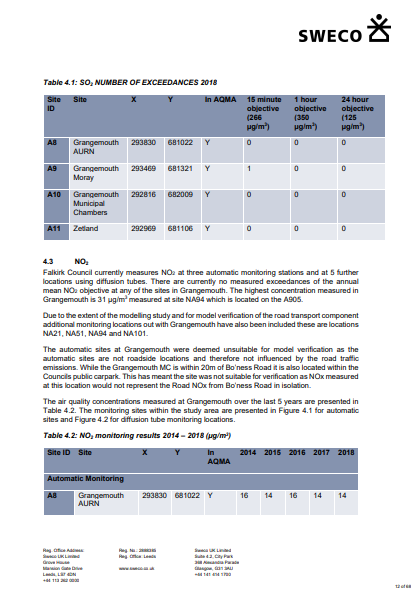 SWECO
Table 4.1: SO₂ NUMBER OF EXCEEDANCES 2018
Site ID Site X Y In AQMA 15 minute objective (266 µg/m³) 1 hour objective (350 µg/m³) 24 hour objective (125 µg/m³)
A8 Grangemouth AURN 293830 681022 Y 0 0 0
A9 Grangemouth Moray 293469 681321 Y 1 0 0
A10 Grangemouth Municipal Chambers 292816 682009 Y 0 0 0
A11 Zetland 292969 681106 Y 0 0 0
4.3 NO₂
Falkirk Council currently measures NO₂ at three automatic monitoring stations and at 5 further
locations using diffusion tubes. There are currently no measured exceedances of the annual
mean NO₂ objective at any of the sites in Grangemouth. The highest concentration measured in
Grangemouth is 31 µg/m³ measured at site NA94 which is located on the A905.
Due to the extent of the modelling study and for model verification of the road transport component
additional monitoring locations out with Grangemouth have also been included these are locations
NA21, NA51, NA94 and NA101.
The automatic sites at Grangemouth were deemed unsuitable for model verification as the
automatic sites are not roadside locations and therefore not influenced by the road traffic
emissions. While the Grangemouth MC is within 20m of Bo'ness Road it is also located within the
Councils public carpark. This has meant the site was not suitable for verification as NOx measured
at this location would not represent the Road NOx from Bo'ness Road in isolation.
The air quality concentrations measured at Grangemouth over the last 5 years are presented in
Table 4.2. The monitoring sites within the study area are presented in Figure 4.1 for automatic
sites and Figure 4.2 for diffusion tube monitoring locations.
Table 4.2: NO₂ monitoring results 2014 – 2018 (µg/m³)
Site ID Site X Y In AQMA 2014 2015 2016 2017 2018
Automatic Monitoring
A8 Grangemouth AURN 293830 681022 Y 16 14 16 14 14
Reg. Office Address: Reg. No.: Sweco UK Limited
Sweco UK Limited Reg. Office: Leeds Suite 4.2, City Park
Grove House 368 Alexandra Parade
Mansion Gate Drive www.sweco.co.uk Glasgow, G31 3AU
Leeds, LS7 4DN +44 141 414 1700
+44 113 262 0000
12 of 68